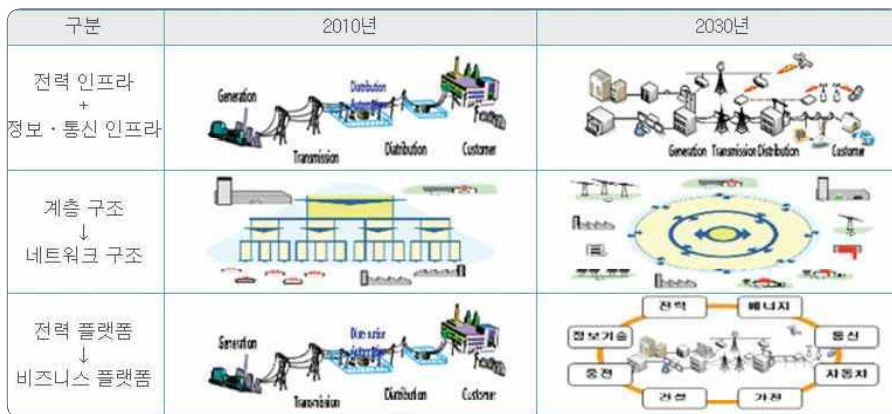 구분
2010년
2030년
전력 인프라
+
정보·통신 인프라
Generation
Distribution
Transmission
Diatribution
Customer
Generation Transmission Distribution Customer
계층 구조
↓
네트워크 구조
전력 플랫폼
↓
비즈니스 플랫폼
Generation
Transmission
Diatribution
Customer
전력
에너지
정보기술
통신
중전
자동차
건설
가전